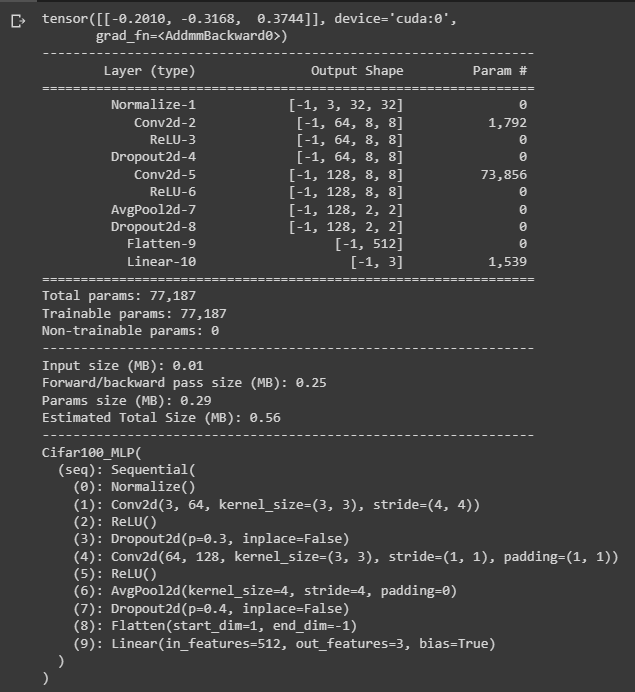 tensor([[-0.2010, -0.3168,  0.3744]], device='cuda:0',
       grad_fn=<AddmmBackward0>)
----------------------------------------------------------------
        Layer (type)               Output Shape         Param #
================================================================
         Normalize-1            [-1, 3, 32, 32]               0
            Conv2d-2             [-1, 64, 8, 8]           1,792
              ReLU-3             [-1, 64, 8, 8]               0
         Dropout2d-4             [-1, 64, 8, 8]               0
            Conv2d-5            [-1, 128, 8, 8]          73,856
              ReLU-6            [-1, 128, 8, 8]               0
         AvgPool2d-7            [-1, 128, 2, 2]               0
         Dropout2d-8            [-1, 128, 2, 2]               0
           Flatten-9                  [-1, 512]               0
           Linear-10                    [-1, 3]           1,539
================================================================
Total params: 77,187
Trainable params: 77,187
Non-trainable params: 0
----------------------------------------------------------------
Input size (MB): 0.01
Forward/backward pass size (MB): 0.25
Params size (MB): 0.29
Estimated Total Size (MB): 0.56
----------------------------------------------------------------
Cifar100_MLP(
  (seq): Sequential(
    (0): Normalize()
    (1): Conv2d(3, 64, kernel_size=(3, 3), stride=(4, 4))
    (2): ReLU()
    (3): Dropout2d(p=0.3, inplace=False)
    (4): Conv2d(64, 128, kernel_size=(3, 3), stride=(1, 1), padding=(1, 1))
    (5): ReLU()
    (6): AvgPool2d(kernel_size=4, stride=4, padding=0)
    (7): Dropout2d(p=0.4, inplace=False)
    (8): Flatten(start_dim=1, end_dim=-1)
    (9): Linear(in_features=512, out_features=3, bias=True)
  )
)